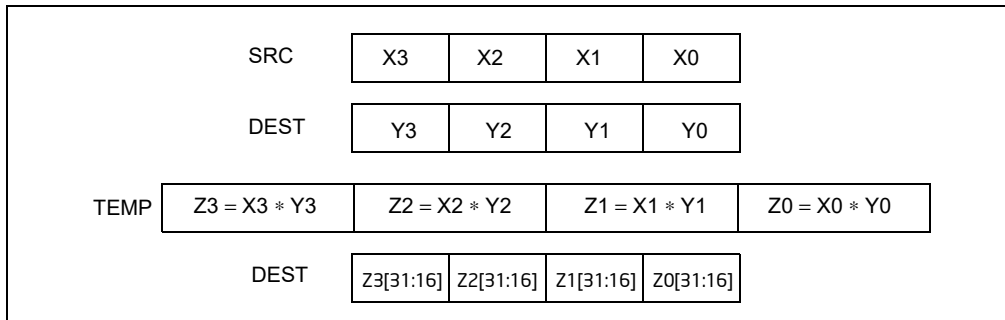 SRC X3 X2 X1 X0
DEST Y3 Y2 Y1 Y0
TEMP Z3 = X3 ∗ Y3 Z2 = X2 ∗ Y2 Z1 = X1 ∗ Y1 Z0 = X0 ∗ Y0
DEST Z3[31:16] Z2[31:16] Z1[31:16] Z0[31:16]